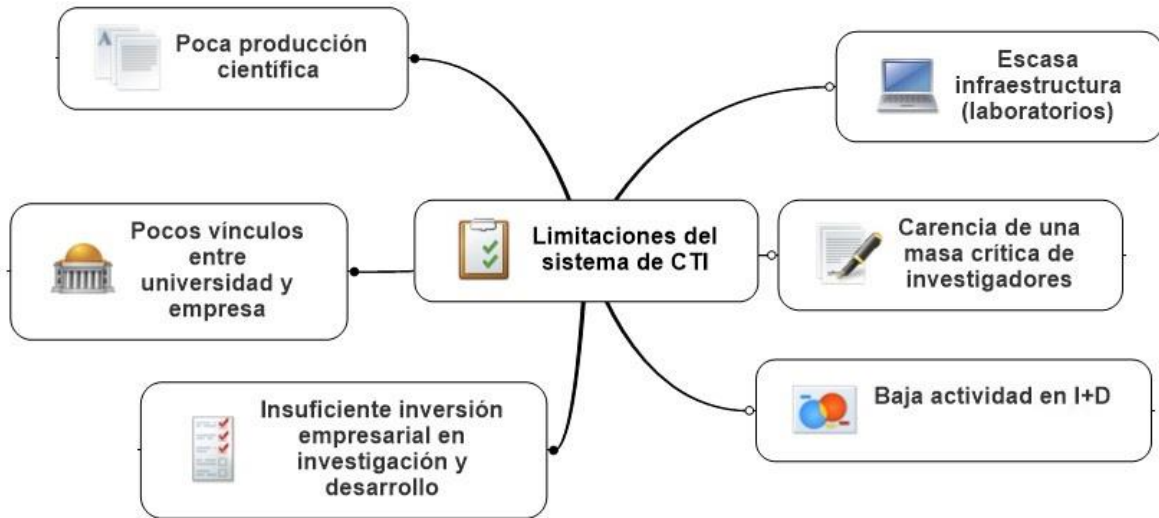 Poca producción
científica
Escasa
infraestructura
(laboratorios)
Pocos vínculos
entre
universidad y
empresa
Limitaciones del
sistema de CTI
Carencia de una
masa crítica de
investigadores
Insuficiente inversión
empresarial en
investigación y
desarrollo
Baja actividad en I+D